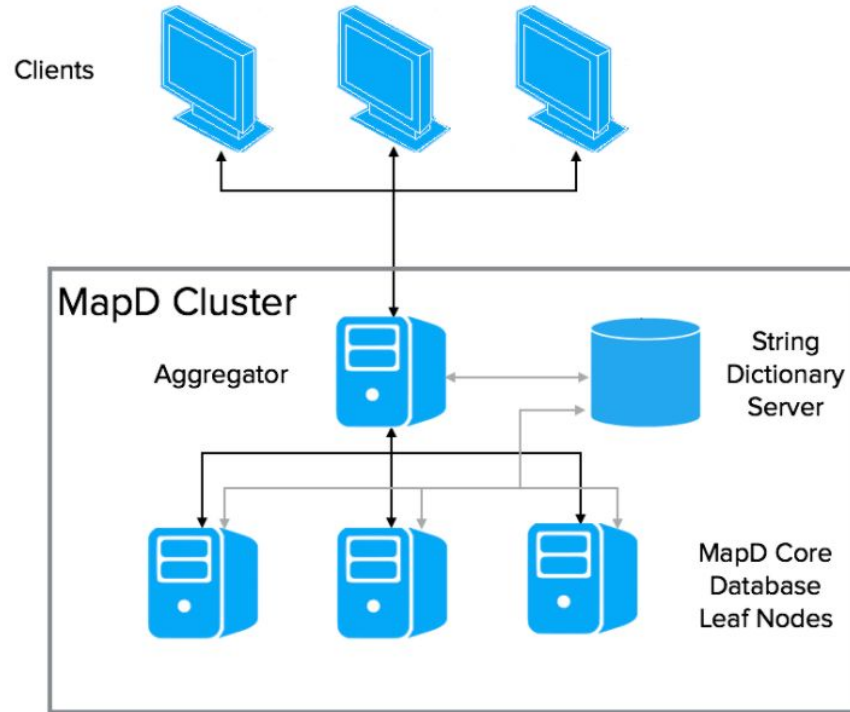 Clients
MapD Cluster
Aggregator
String
Dictionary
Server
MapD Core
Database
Leaf Nodes